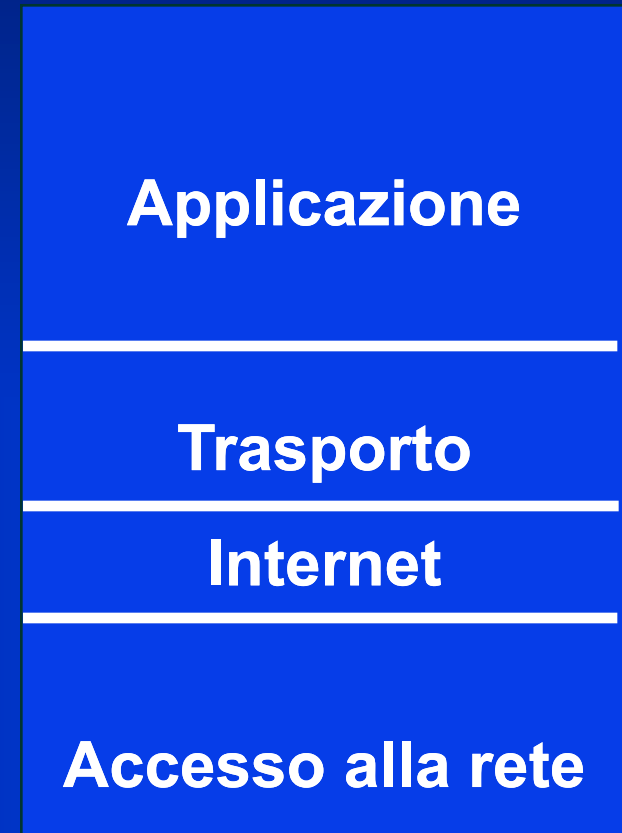 Applicazione
Trasporto
Internet
Accesso alla rete